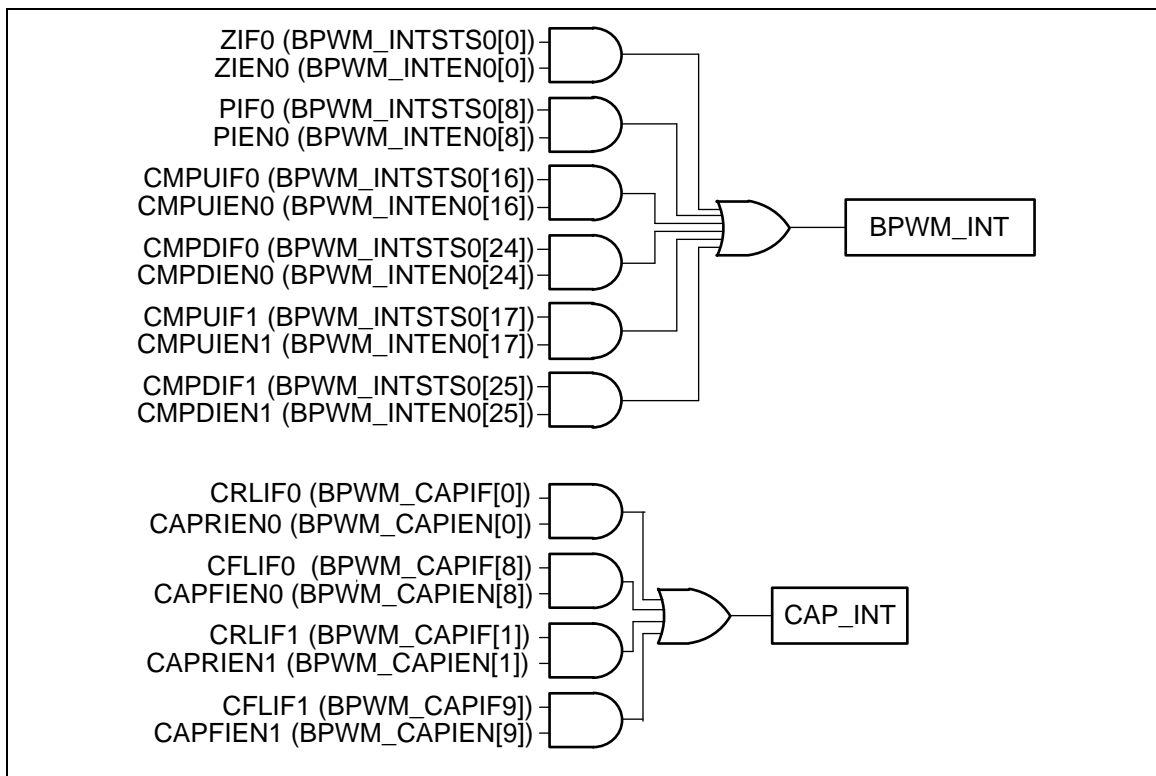 ZIF0 (BPWM_INTSTS0[0])
ZIEN0 (BPWM_INTEN0[0])
PIF0 (BPWM_INTSTS0[8])
PIEN0 (BPWM_INTEN0[8])
CMPUIF0 (BPWM_INTSTS0[16])
CMPUIEN0 (BPWM_INTEN0[16])
CMPDIF0 (BPWM_INTSTS0[24])
CMPDIEN0 (BPWM_INTEN0[24])
CMPUIF1 (BPWM_INTSTS0[17])
CMPUIEN1 (BPWM_INTEN0[17])
CMPDIF1 (BPWM_INTSTS0[25])
CMPDIEN1 (BPWM_INTEN0[25])
BPWM_INT
CRLIF0 (BPWM_CAPIF[0])
CAPRIEN0 (BPWM_CAPIEN[0])
CFLIF0 (BPWM_CAPIF[8])
CAPFIEN0 (BPWM_CAPIEN[8])
CRLIF1 (BPWM_CAPIF[1])
CAPRIEN1 (BPWM_CAPIEN[1])
CFLIF1 (BPWM_CAPIF9])
CAPFIEN1 (BPWM_CAPIEN[9])
CAP_INT